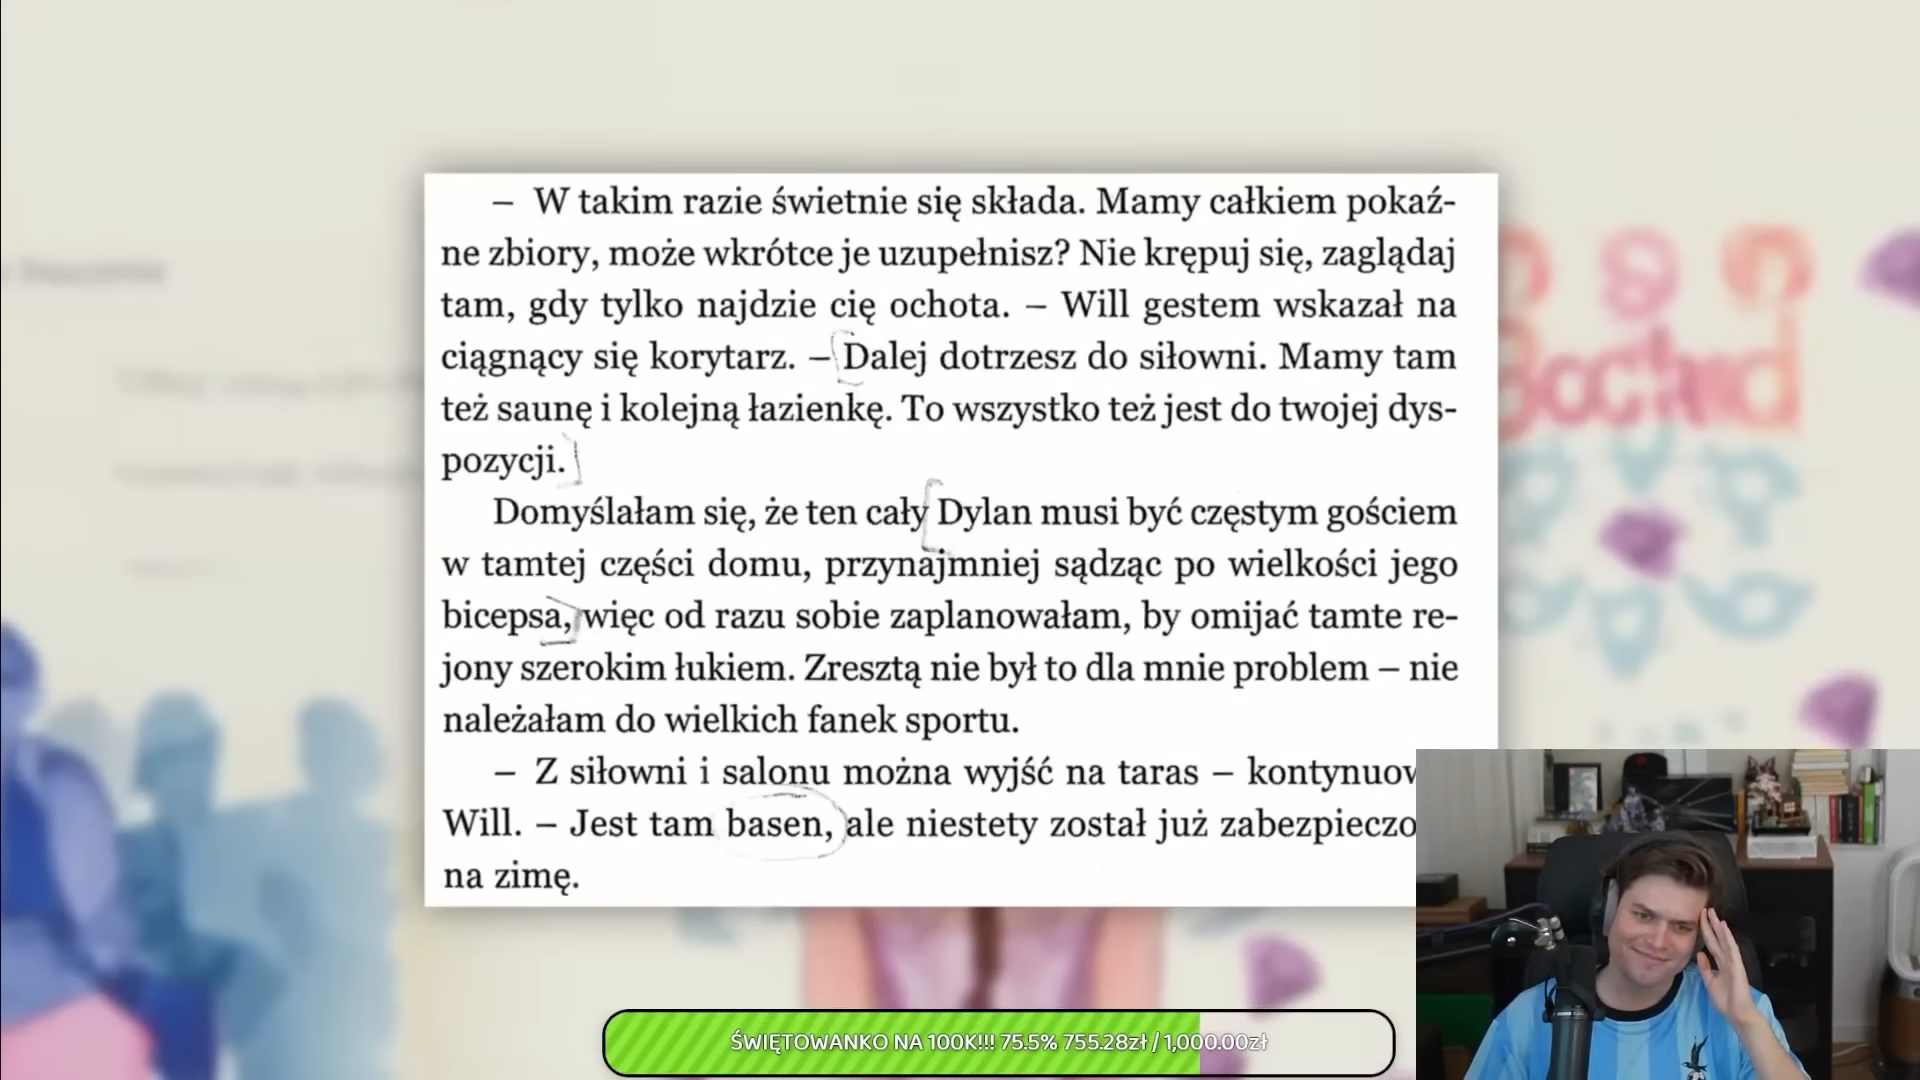 – W takim razie świetnie się składa. Mamy całkiem pokaź-
ne zbiory, może wkrótce je uzupełnisz? Nie krępuj się, zaglądaj
tam, gdy tylko najdzie cię ochota. – Will gestem wskazał na
ciągnący się korytarz. – Dalej dotrzesz do siłowni. Mamy tam
też saunę i kolejną łazienkę. To wszystko też jest do twojej dys-
pozycji.
Domyślałam się, że ten cały Dylan musi być częstym gościem
w tamtej części domu, przynajmniej sądząc po wielkości jego
bicepsa, więc od razu sobie zaplanowałam, by omijać tamte re-
jony szerokim łukiem. Zresztą nie był to dla mnie problem – nie
należałam do wielkich fanek sportu.
– Z siłowni i salonu można wyjść na taras – kontynuow
Will. – Jest tam basen, ale niestety został już zabezpieczo
na zimę.
ŚWIĘTOWANKO NA 100K!!! 75.5% 755.28zł / 1,000.00zł